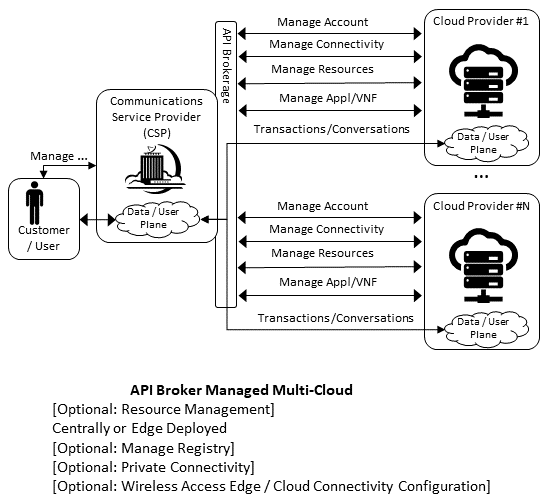 Manage Account
Cloud Provider #1
Manage Connectivity
API Brokerage
Manage Resources
Communications
Service Provider
(CSP)
Manage Appl/VNF
Transactions/Conversations
Data / User
Plane
Manage ...
...
Customer
/ User
Data / User
Plane
Manage Account
Cloud Provider #N
Manage Connectivity
Manage Resources
Manage Appl/VNF
Transactions/Conversations
Data / User
Plane
API Broker Managed Multi-Cloud
[Optional: Resource Management]
Centrally or Edge Deployed
[Optional: Manage Registry]
[Optional: Private Connectivity]
[Optional: Wireless Access Edge / Cloud Connectivity Configuration]